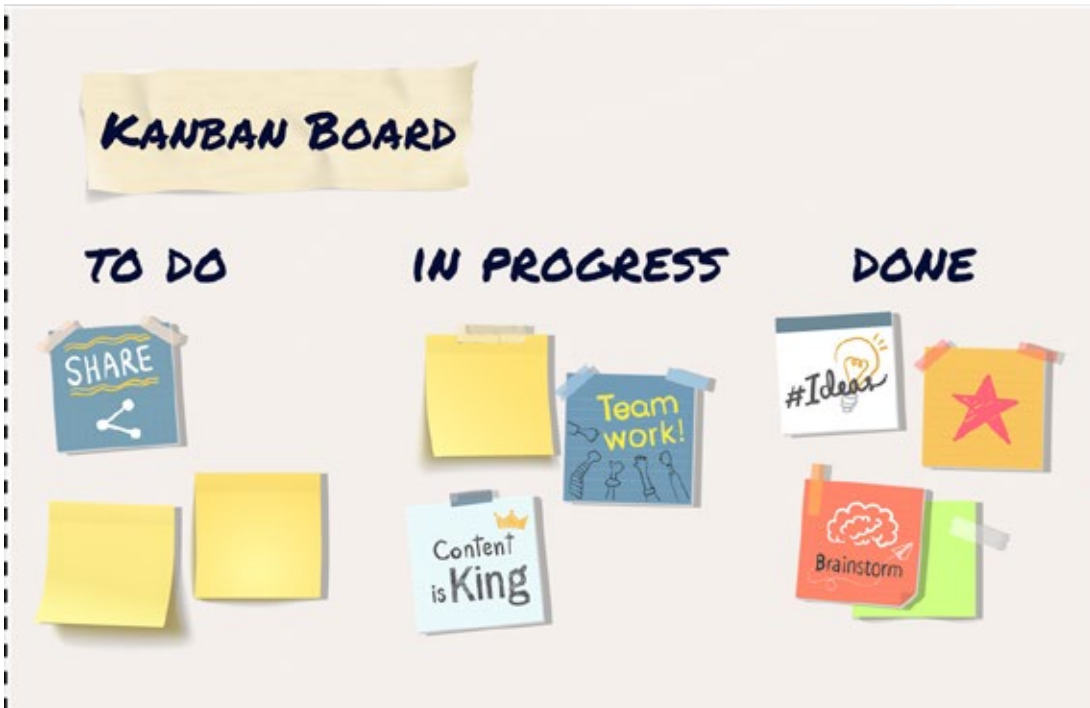 KANBAN BOARD
TO DO
IN PROGRESS
DONE
SHARE
Team
work!
Content
is King
#Ideas
Brainstorm